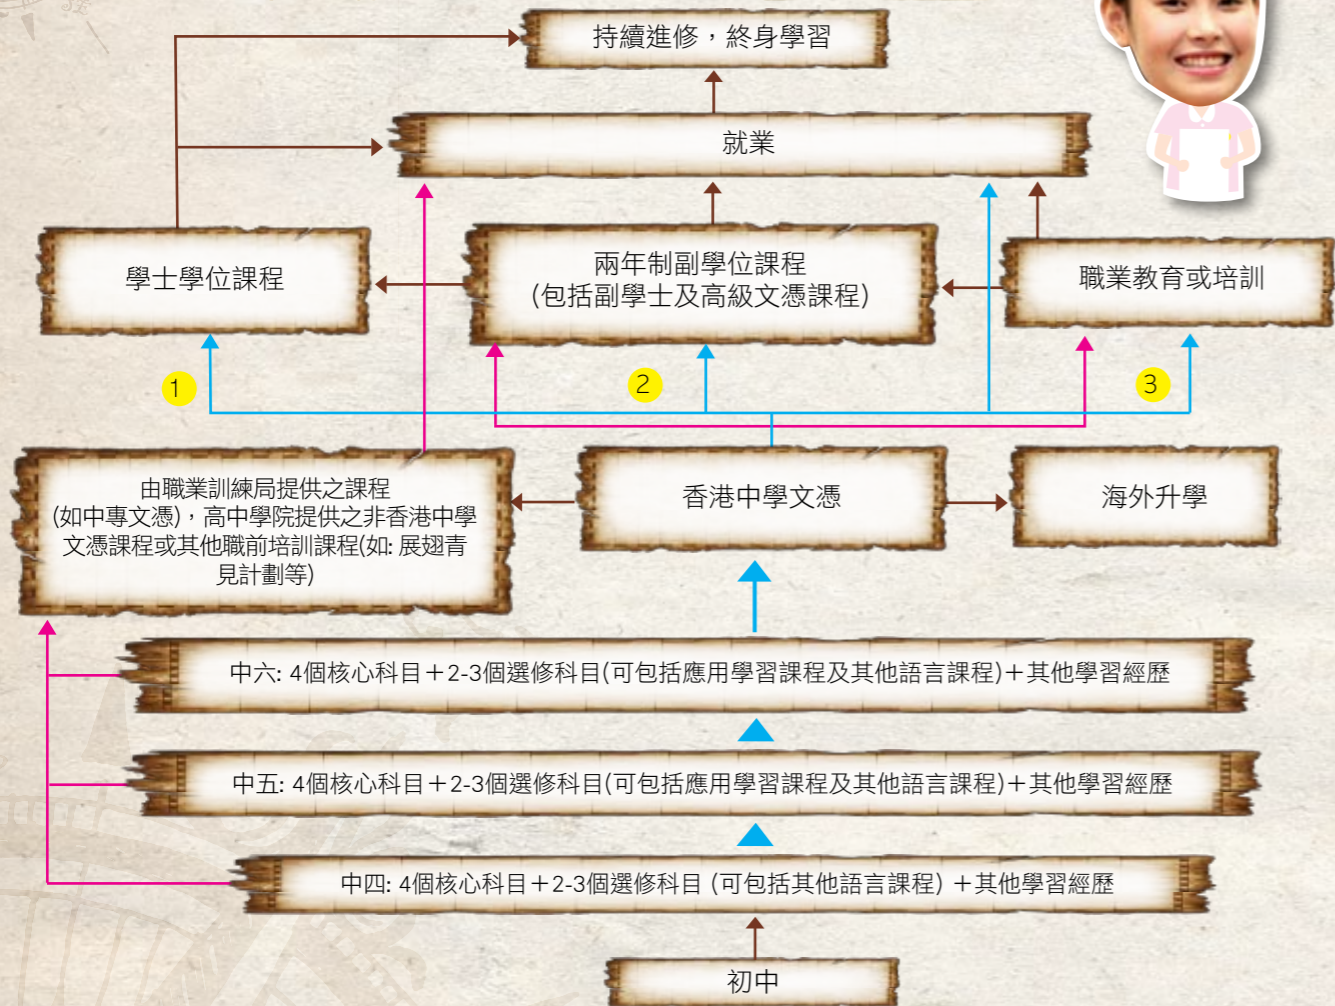 持續進修，終身學習
就業
學士學位課程
兩年制副學位課程
(包括副學士及高級文憑課程)
職業教育或培訓
1
2
3
由職業訓練局提供之課程
(如中專文憑)，高中學院提供之非香港中學
文憑課程或其他職前培訓課程(如: 展翅青
見計劃等)
香港中學文憑
海外升學
中六: 4個核心科目＋2-3個選修科目(可包括應用學習課程及其他語言課程)＋其他學習經歷
中五: 4個核心科目＋2-3個選修科目(可包括應用學習課程及其他語言課程)＋其他學習經歷
中四: 4個核心科目＋2-3個選修科目 (可包括其他語言課程) ＋其他學習經歷
初中